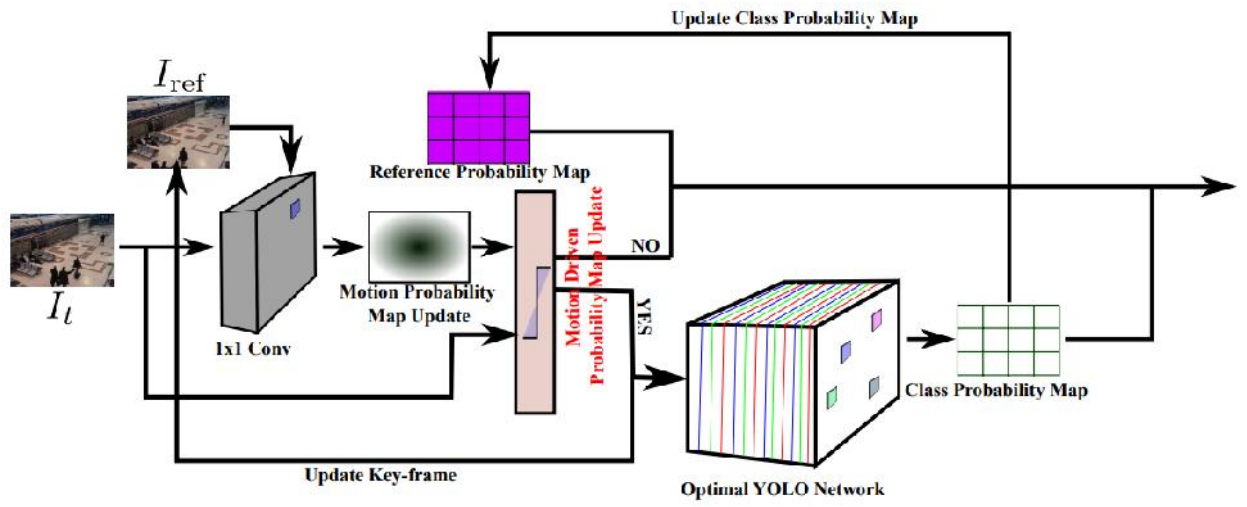 Update Class Probability Map
I_ref
Reference Probability Map
I_t
1x1 Conv
Motion Probability
Map Update
Motion Driven
Probability Map Update
NO
YES
Class Probability Map
Update Key-frame
Optimal YOLO Network